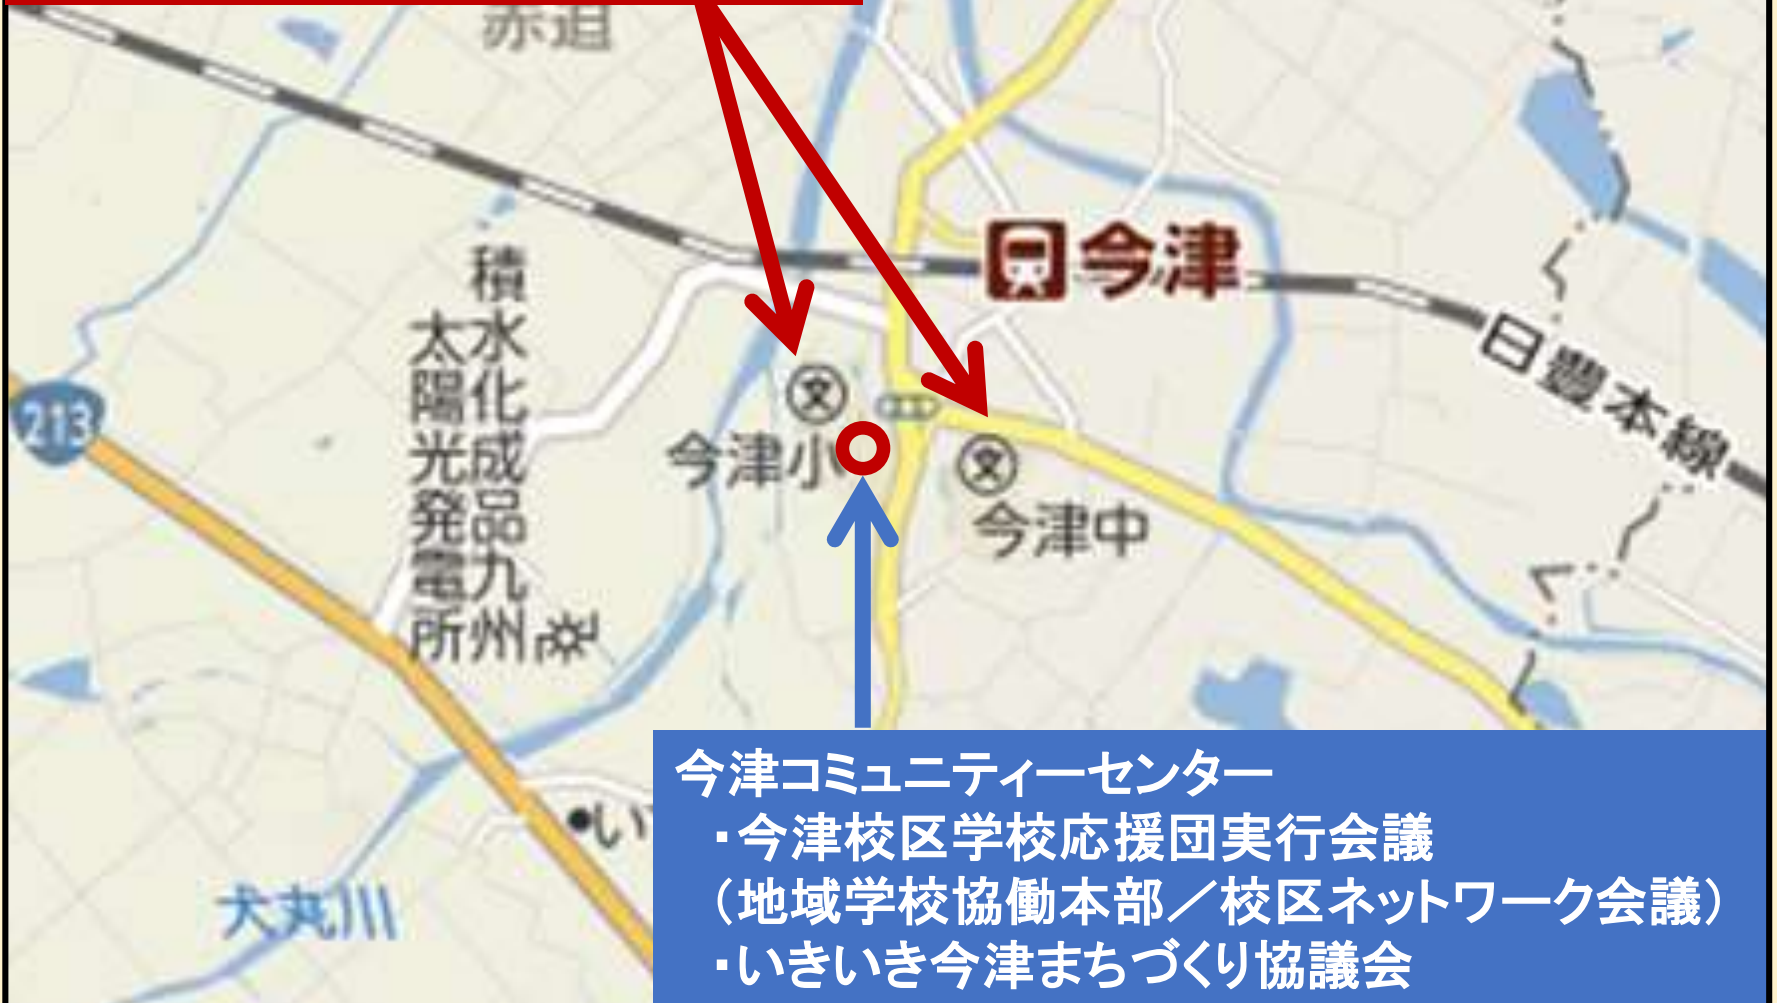 赤迫
今津
日豊本線
積水化成品九州
太陽光発電所
213
文
今津小
文
今津中
●い
犬丸川
今津コミュニティーセンター
・今津校区学校応援団実行会議
（地域学校協働本部／校区ネットワーク会議）
・いきいき今津まちづくり協議会